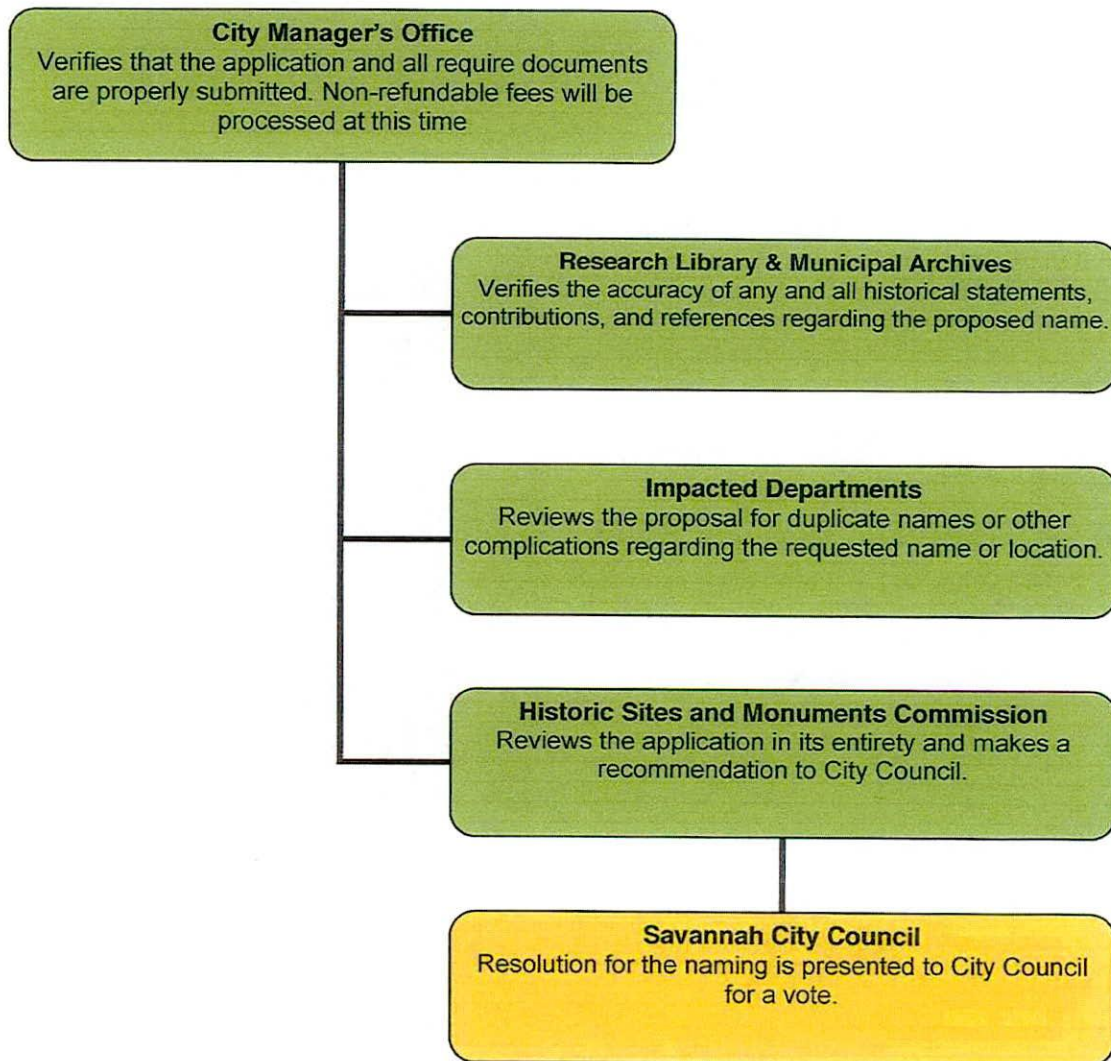 City Manager's Office
Verifies that the application and all require documents
are properly submitted. Non-refundable fees will be
processed at this time
Research Library & Municipal Archives
Verifies the accuracy of any and all historical statements,
contributions, and references regarding the proposed name.
Impacted Departments
Reviews the proposal for duplicate names or other
complications regarding the requested name or location.
Historic Sites and Monuments Commission
Reviews the application in its entirety and makes a
recommendation to City Council.
Savannah City Council
Resolution for the naming is presented to City Council
for a vote.